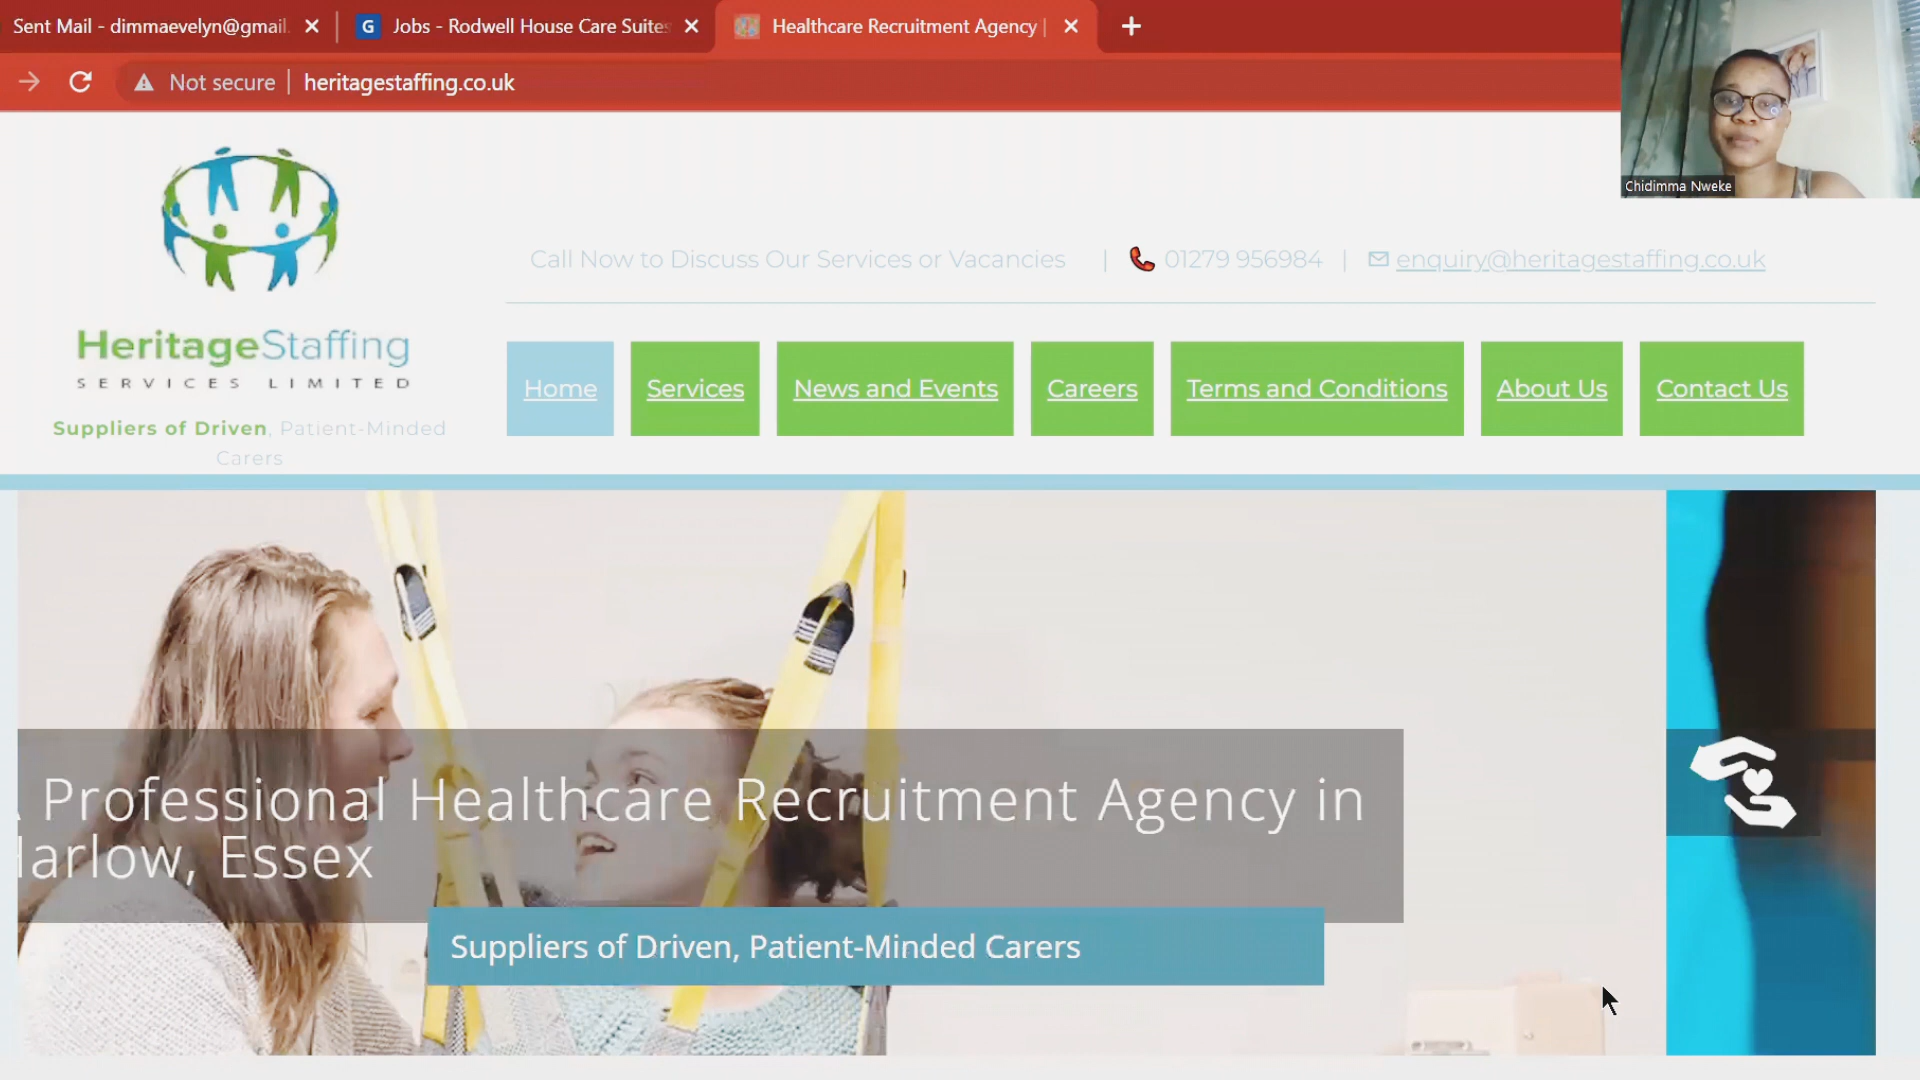 Sent Mail - dimmaevelyn@gmail.
G Jobs - Rodwell House Care Suites
Healthcare Recruitment Agency |
Not secure | heritagestaffing.co.uk
Chidimma Nweke
Call Now to Discuss Our Services or Vacancies | 01279 956984 | enquiry@heritagestaffing.co.uk
HeritageStaffing
SERVICES LIMITED
Suppliers of Driven, Patient-Minded
Carers
Home
Services
News and Events
Careers
Terms and Conditions
About Us
Contact Us
A Professional Healthcare Recruitment Agency in
Harlow, Essex
Suppliers of Driven, Patient-Minded Carers